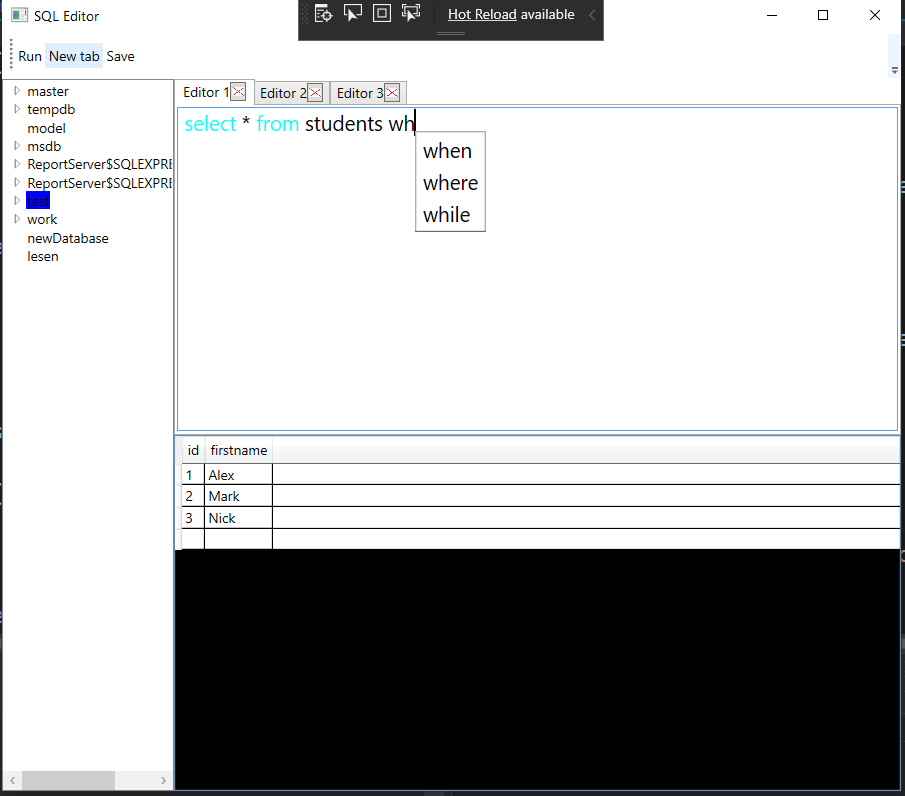 SQL Editor
Hot Reload available
Run New tab Save
master
tempdb
model
msdb
ReportServer$SQLEXPRE
ReportServer$SQLEXPRE
test
work
newDatabase
lesen
Editor 1 Editor 2 Editor 3
select * from students wh
when
where
while
id firstname
1 Alex
2 Mark
3 Nick